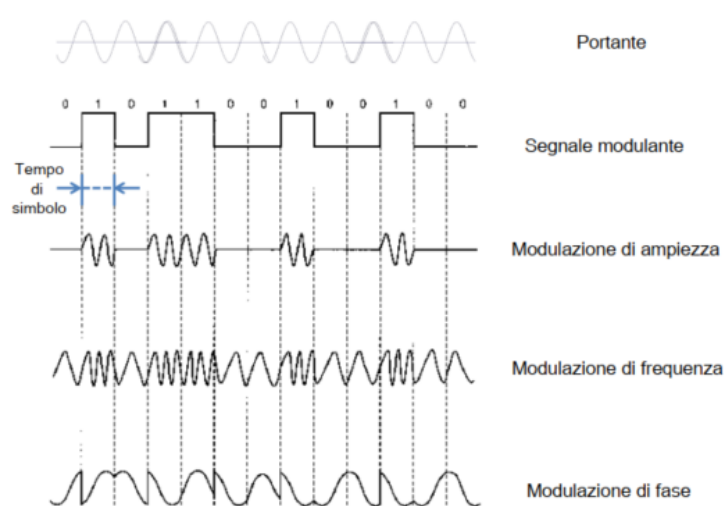 Portante
0 1 0 1 1 0 0 1 0 0 1 0 0
Segnale modulante
Tempo
di
simbolo
Modulazione di ampiezza
Modulazione di frequenza
Modulazione di fase